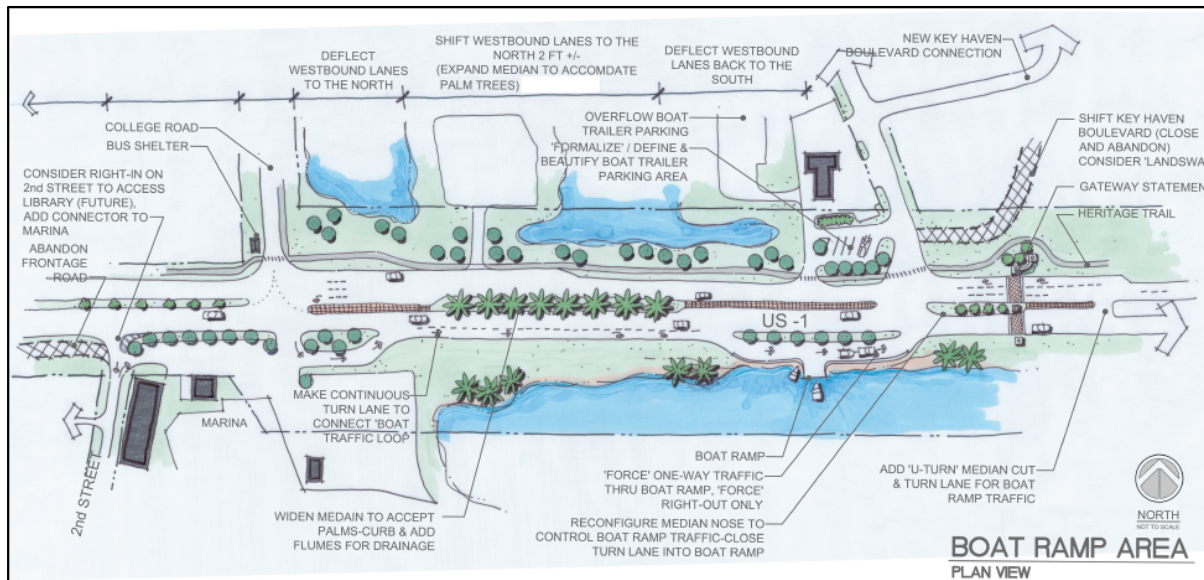 DEFLECT
WESTBOUND LANES
TO THE NORTH
SHIFT WESTBOUND LANES TO THE
NORTH 2 FT +/-
(EXPAND MEDIAN TO ACCOMDATE
PALM TREES)
DEFLECT WESTBOUND
LANES BACK TO THE
SOUTH
NEW KEY HAVEN
BOULEVARD CONNECTION
COLLEGE ROAD
BUS SHELTER
CONSIDER RIGHT-IN ON
2nd STREET TO ACCESS
LIBRARY (FUTURE),
ADD CONNECTOR TO
MARINA
ABANDON
FRONTAGE
ROAD
OVERFLOW BOAT
TRAILER PARKING
'FORMALIZE' / DEFINE &
BEAUTIFY BOAT TRAILER
PARKING AREA
SHIFT KEY HAVEN
BOULEVARD (CLOSE
AND ABANDON)
CONSIDER 'LANDSWA
GATEWAY STATEMEN
HERITAGE TRAIL
US -1
MARINA
2nd STREET
MAKE CONTINUOUS
TURN LANE TO
CONNECT 'BOAT
TRAFFIC LOOP
WIDEN MEDAIN TO ACCEPT
PALMS-CURB & ADD
FLUMES FOR DRAINAGE
BOAT RAMP
'FORCE' ONE-WAY TRAFFIC
THRU BOAT RAMP, 'FORCE'
RIGHT-OUT ONLY
RECONFIGURE MEDIAN NOSE TO
CONTROL BOAT RAMP TRAFFIC-CLOSE
TURN LANE INTO BOAT RAMP
ADD 'U-TURN' MEDIAN CUT
& TURN LANE FOR BOAT
RAMP TRAFFIC
NORTH
NOT TO SCALE
BOAT RAMP AREA
PLAN VIEW